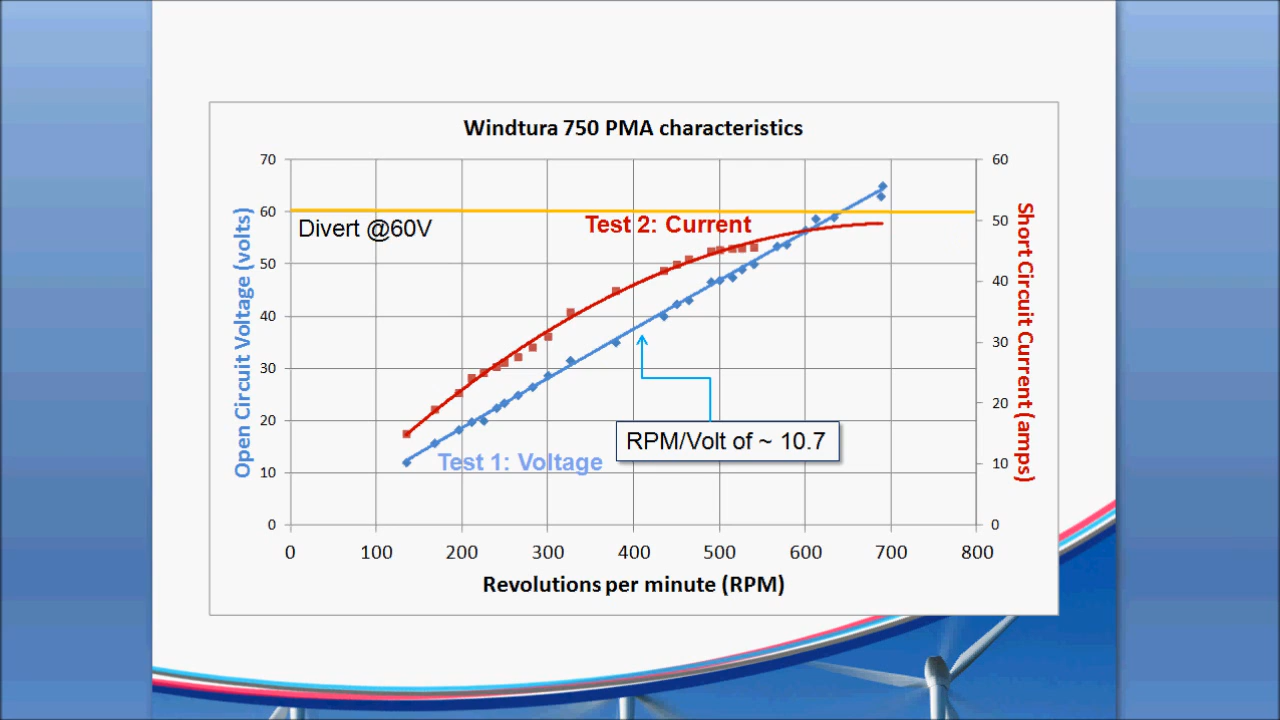 Windtura 750 PMA characteristics
70
60
50
40
30
20
10
0
Open Circuit Voltage (volts)
Divert @60V
Test 2: Current
RPM/Volt of ~ 10.7
Test 1: Voltage
60
50
40
30
20
10
0
Short Circuit Current (amps)
0 100 200 300 400 500 600 700 800
Revolutions per minute (RPM)